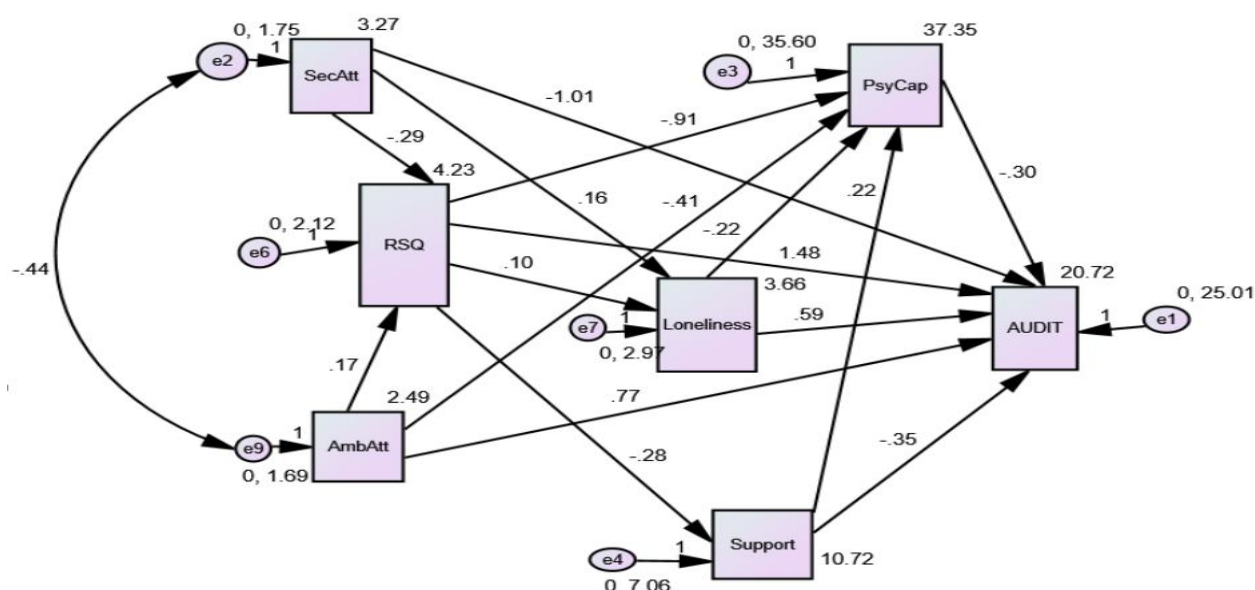 3.27
0, 1.75
1
e2
SecAtt
37.35
0, 35.60
1
e3
PsyCap
-1.01
-.91
-.29
4.23
.22
-.30
.16
-.41
-.22
0, 2.12
1
e6
RSQ
1.48
-.44
.10
20.72
3.66
0, 25.01
1
e1
AUDIT
e7
1
Loneliness
.59
0, 2.97
.17
2.49
.77
1
e9
AmbAtt
0, 1.69
-.28
-.35
Support
10.72
1
e4
0, 7.06